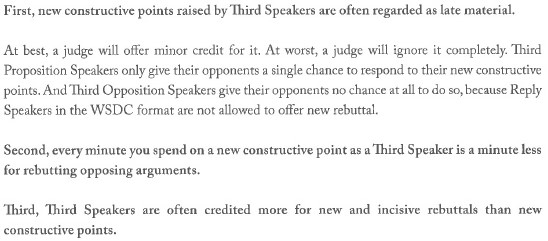 First, new constructive points raised by Third Speakers are often regarded as late material.
At best, a judge will offer minor credit for it. At worst, a judge will ignore it completely. Third
Proposition Speakers only give their opponents a single chance to respond to their new constructive
points. And Third Opposition Speakers give their opponents no chance at all to do so, because Reply
Speakers in the WSDC format are not allowed to offer new rebuttal.
Second, every minute you spend on a new constructive point as a Third Speaker is a minute less
for rebutting opposing arguments.
Third, Third Speakers are often credited more for new and incisive rebuttals than new
constructive points.